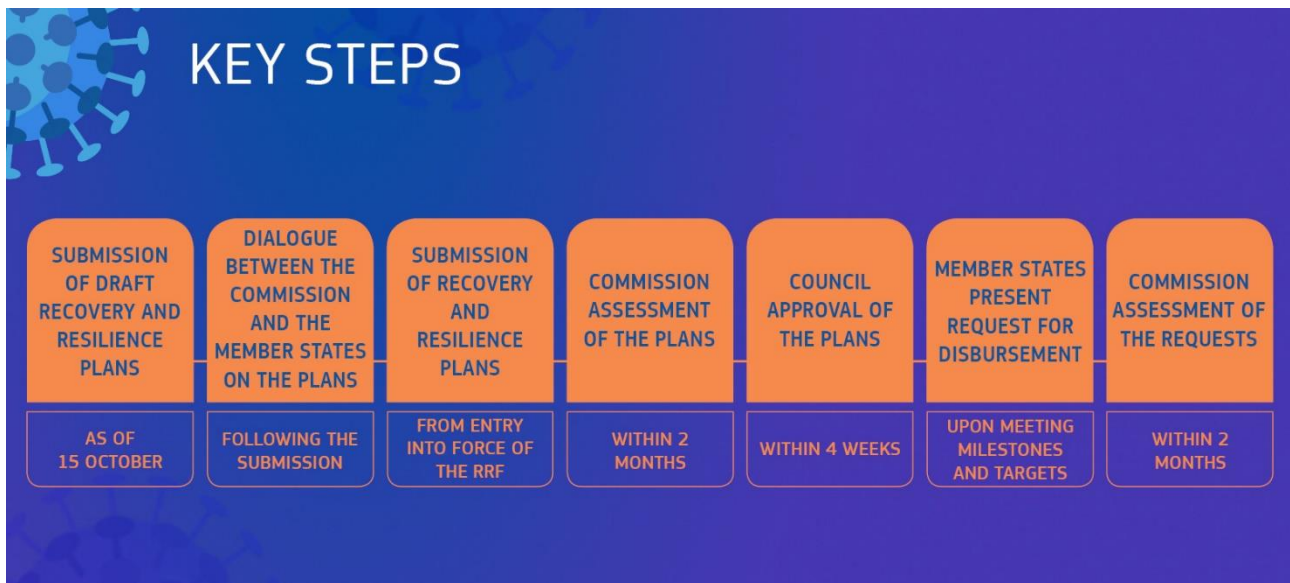 KEY STEPS
SUBMISSION
OF DRAFT
RECOVERY AND
RESILIENCE
PLANS
AS OF
15 OCTOBER
DIALOGUE
BETWEEN THE
COMMISSION
AND THE
MEMBER STATES
ON THE PLANS
FOLLOWING THE
SUBMISSION
SUBMISSION
OF RECOVERY
AND
RESILIENCE
PLANS
FROM ENTRY
INTO FORCE OF
THE RRF
COMMISSION
ASSESSMENT
OF THE PLANS
WITHIN 2
MONTHS
COUNCIL
APPROVAL OF
THE PLANS
WITHIN 4 WEEKS
MEMBER STATES
PRESENT
REQUEST FOR
DISBURSEMENT
UPON MEETING
MILESTONES
AND TARGETS
COMMISSION
ASSESSMENT OF
THE REQUESTS
WITHIN 2
MONTHS